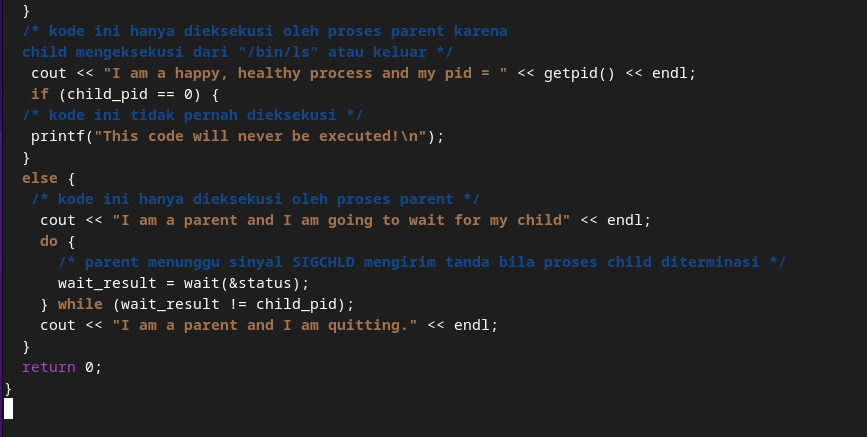 }
/* kode ini hanya dieksekusi oleh proses parent karena
child mengeksekusi dari “/bin/ls” atau keluar */
cout << "I am a happy, healthy process and my pid = " << getpid() << endl;
if (child_pid == 0) {
/* kode ini tidak pernah dieksekusi */
printf("This code will never be executed!\n");
}
else {
/* kode ini hanya dieksekusi oleh proses parent */
cout << "I am a parent and I am going to wait for my child" << endl;
do {
/* parent menunggu sinyal SIGCHLD mengirim tanda bila proses child diterminasi */
wait_result = wait(&status);
} while (wait_result != child_pid);
cout << "I am a parent and I am quitting." << endl;
}
return 0;
}